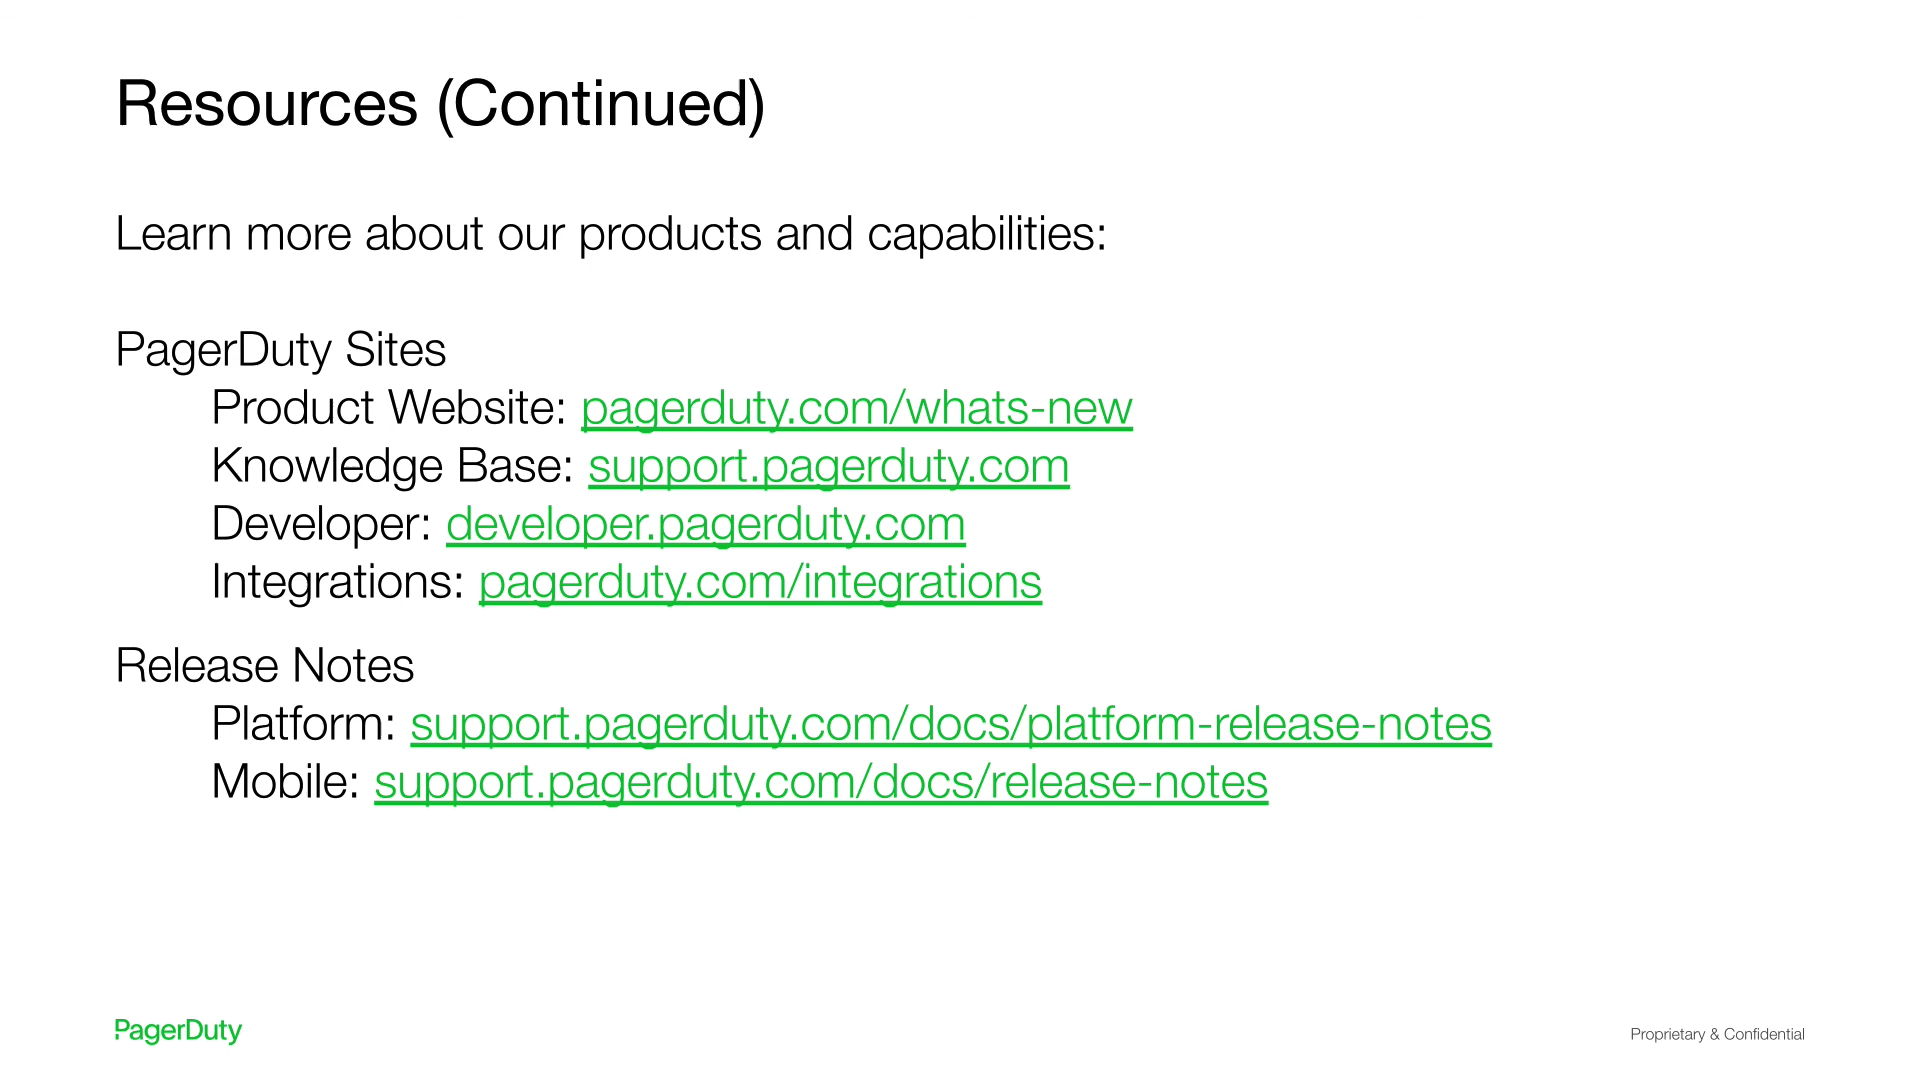 Resources (Continued)
Learn more about our products and capabilities:
PagerDuty Sites
Product Website: pagerduty.com/whats-new
Knowledge Base: support.pagerduty.com
Developer: developer.pagerduty.com
Integrations: pagerduty.com/integrations
Release Notes
Platform: support.pagerduty.com/docs/platform-release-notes
Mobile: support.pagerduty.com/docs/release-notes
PagerDuty
Proprietary & Confidential